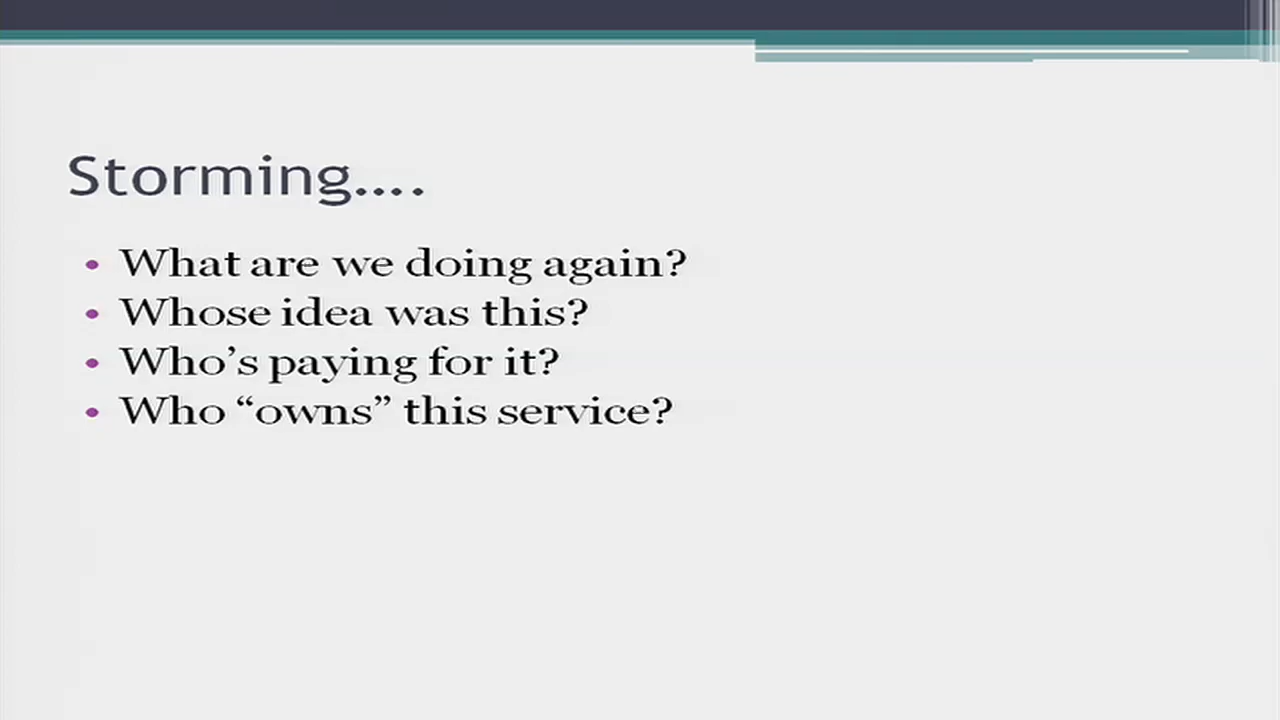 Storming....
• What are we doing again?
• Whose idea was this?
• Who’s paying for it?
• Who “owns” this service?